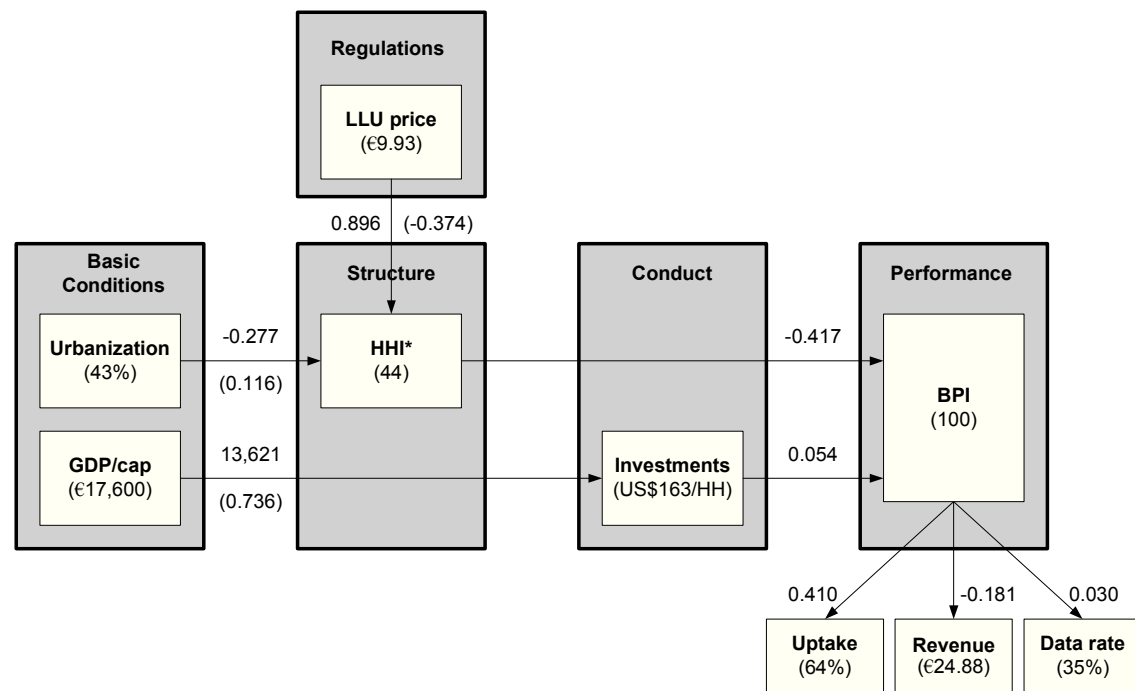 Regulations
LLU price
(€9.93)
0.896 (-0.374)
Basic
Conditions
Structure
Conduct
Performance
Urbanization
(43%)
-0.277
(0.116)
HHI*
(44)
-0.417
BPI
(100)
GDP/cap
(€17,600)
13,621
(0.736)
Investments
(US$163/HH)
0.054
0.410
-0.181
0.030
Uptake
(64%)
Revenue
(€24.88)
Data rate
(35%)